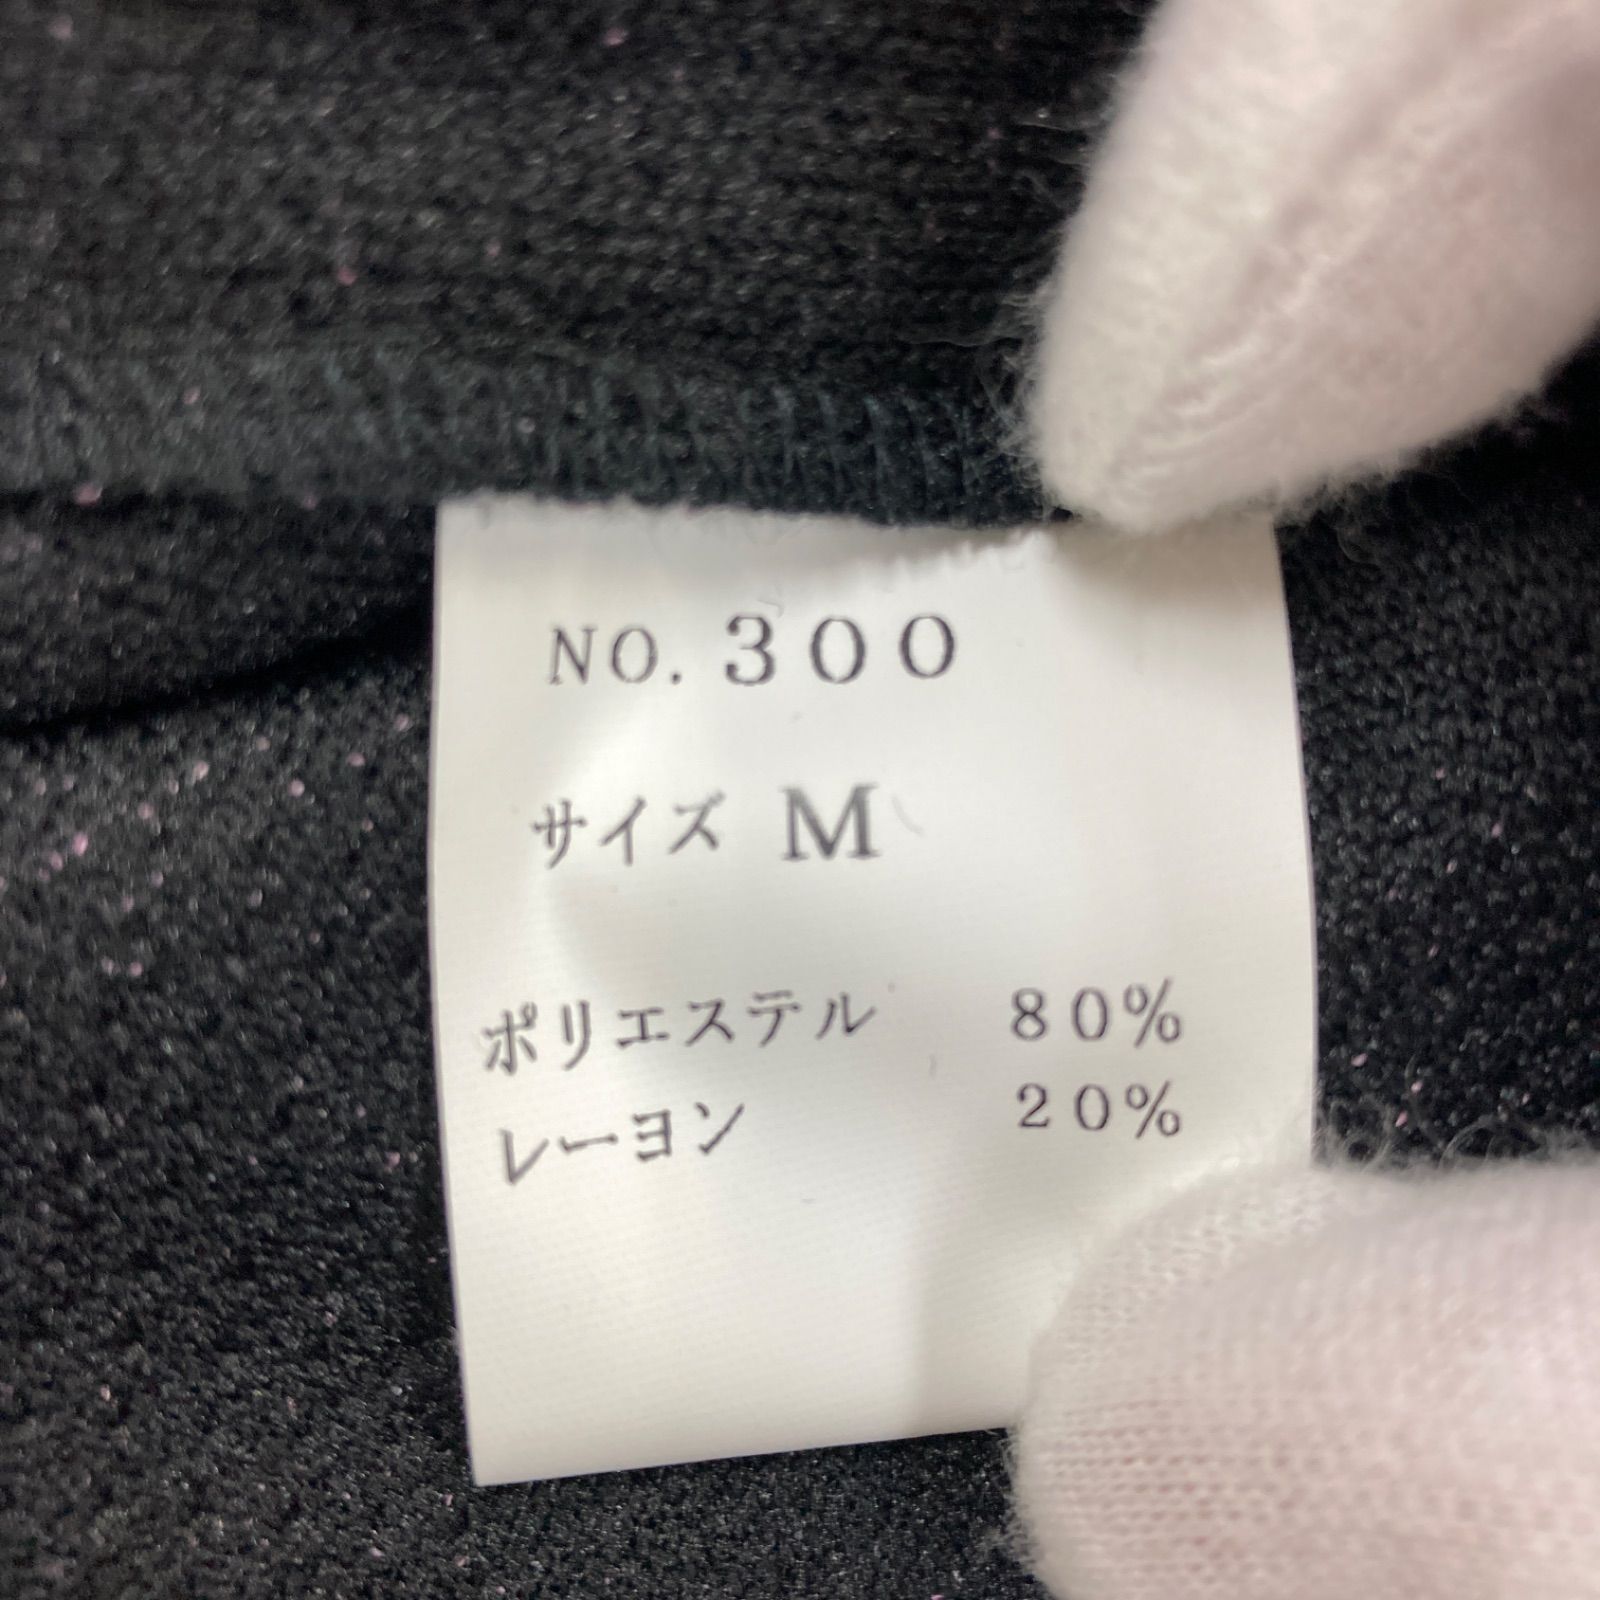 NO. 300
サイズ M
ポリエステル 80%
レーヨン 20%